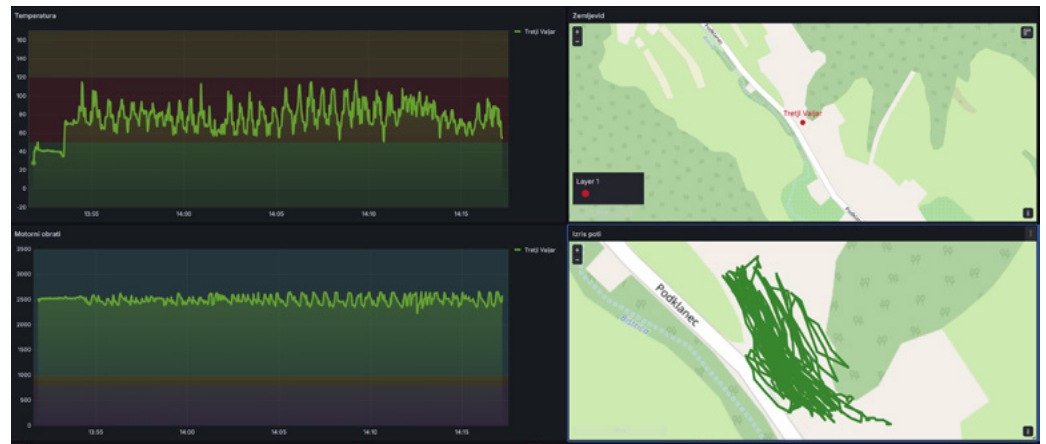 Temperatura
160
140
120
100
80
60
40
20
0
-20
13:55
14:00
14:05
14:10
14:15
Tretji Valjar
Zemljevid
+
-
Podklanec
Tretji Valjar
Layer 1
i
Motorni obrati
3500
3000
2500
2000
1500
1000
500
0
13:55
14:00
14:05
14:10
14:15
Tretji Valjar
Izris poti
+
-
Podklanec
Bistrica
i